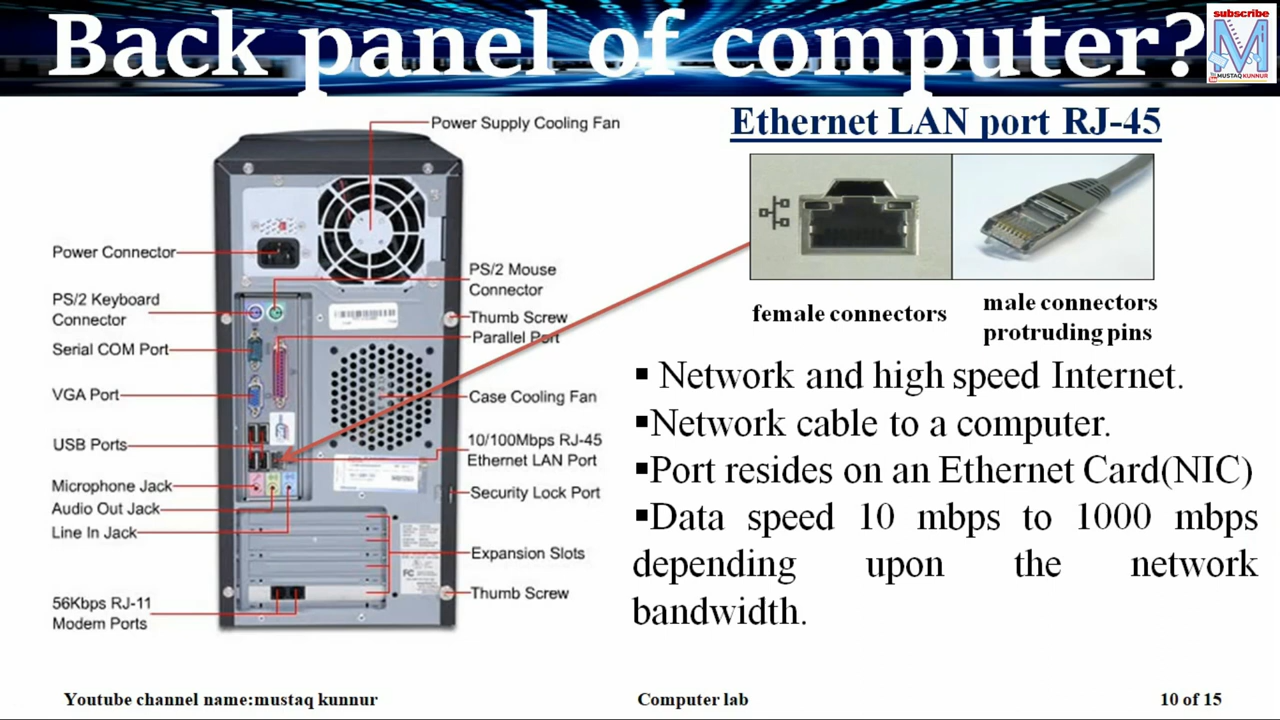 Back panel of computer?
subscribe
MUSTAQ KUNNUR
Ethernet LAN port RJ-45
Power Supply Cooling Fan
Power Connector
PS/2 Keyboard
Connector
Serial COM Port
VGA Port
USB Ports
Microphone Jack
Audio Out Jack
Line In Jack
56Kbps RJ-11
Modem Ports
PS/2 Mouse
Connector
Thumb Screw
Parallel Port
Case Cooling Fan
10/100Mbps RJ-45
Ethernet LAN Port
Security Lock Port
Expansion Slots
Thumb Screw
female connectors
male connectors
protruding pins
▪ Network and high speed Internet.
▪Network cable to a computer.
▪Port resides on an Ethernet Card(NIC)
▪Data speed 10 mbps to 1000 mbps
depending upon the network
bandwidth.
Youtube channel name:mustaq kunnur
Computer lab
10 of 15